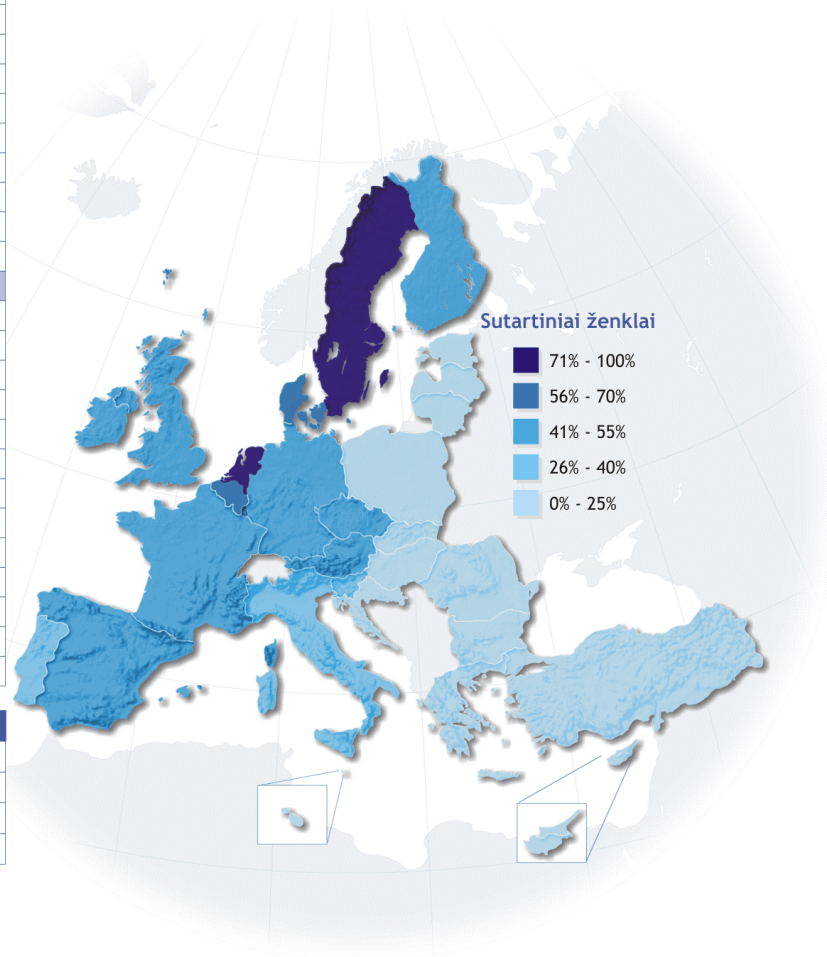 Sutartiniai ženklai
71% - 100%
56% - 70%
41% - 55%
26% - 40%
0% - 25%